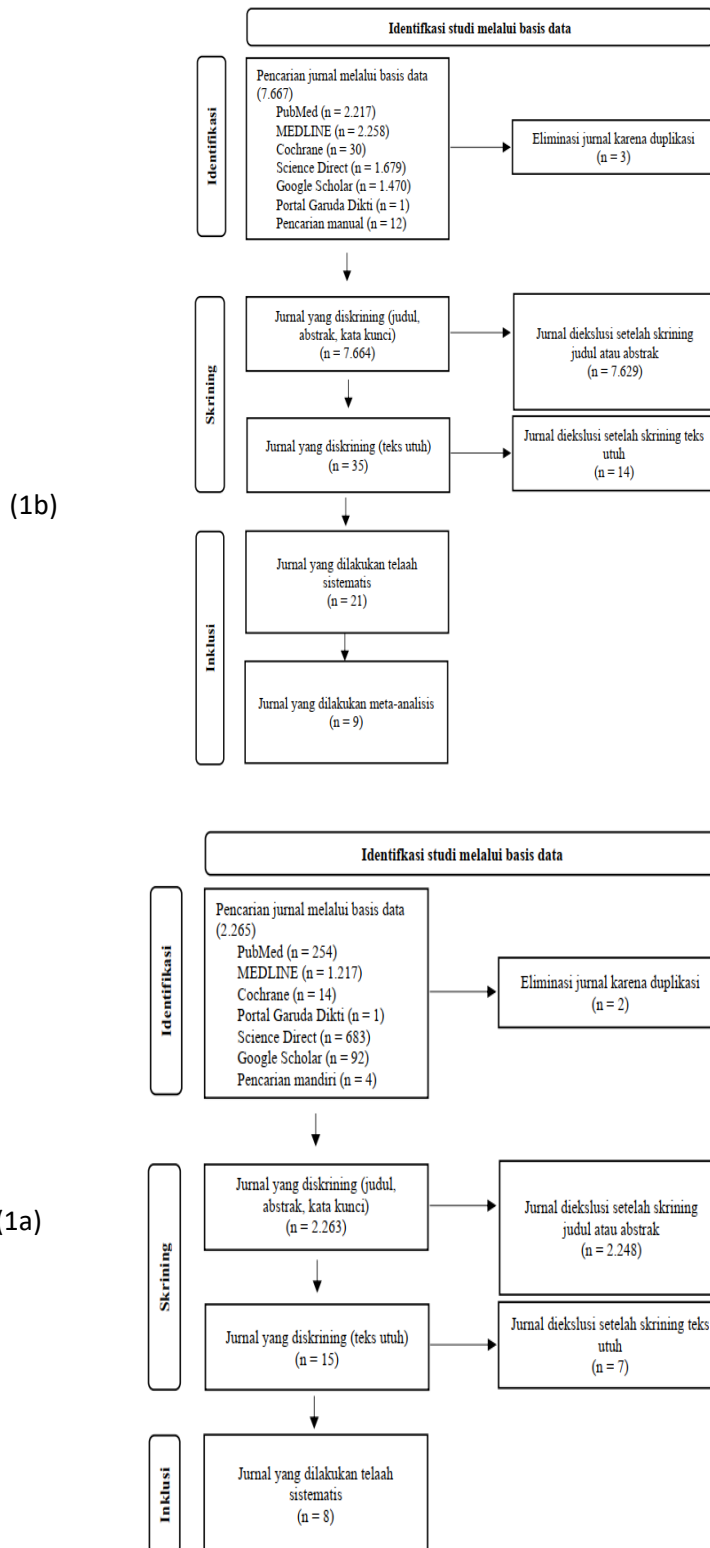 Identifkasi studi melalui basis data
Identifikasi
Pencarian jurnal melalui basis data
(7.667)
PubMed (n = 2.217)
MEDLINE (n = 2.258)
Cochrane (n = 30)
Science Direct (n = 1.679)
Google Scholar (n = 1.470)
Portal Garuda Dikti (n = 1)
Pencarian manual (n = 12)
Eliminasi jurnal karena duplikasi
(n = 3)
Skrining
Jurnal yang diskrining (judul,
abstrak, kata kunci)
(n = 7.664)
Jurnal diekslusi setelah skrining
judul atau abstrak
(n = 7.629)
Jurnal yang diskrining (teks utuh)
(n = 35)
Jurnal diekslusi setelah skrining teks
utuh
(n = 14)
(1b)
Inklusi
Jurnal yang dilakukan telaah
sistematis
(n = 21)
Jurnal yang dilakukan meta-analisis
(n = 9)
Identifkasi studi melalui basis data
Identifikasi
Pencarian jurnal melalui basis data
(2.265)
PubMed (n = 254)
MEDLINE (n = 1.217)
Cochrane (n = 14)
Portal Garuda Dikti (n = 1)
Science Direct (n = 683)
Google Scholar (n = 92)
Pencarian mandiri (n = 4)
Eliminasi jurnal karena duplikasi
(n = 2)
(1a)
Skrining
Jurnal yang diskrining (judul,
abstrak, kata kunci)
(n = 2.263)
Jurnal diekslusi setelah skrining
judul atau abstrak
(n = 2.248)
Jurnal yang diskrining (teks utuh)
(n = 15)
Jurnal diekslusi setelah skrining teks
utuh
(n = 7)
Inklusi
Jurnal yang dilakukan telaah
sistematis
(n = 8)